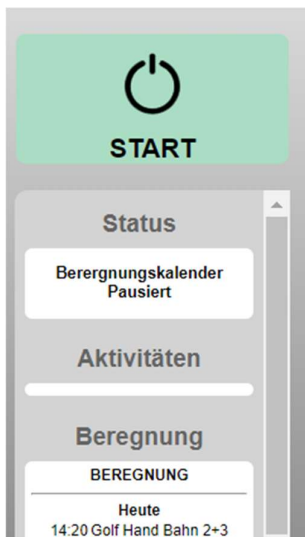 START
Status
Berergnungskalender
Pausiert
Aktivitäten
Beregnung
BEREGNUNG
Heute
14:20 Golf Hand Bahn 2+3